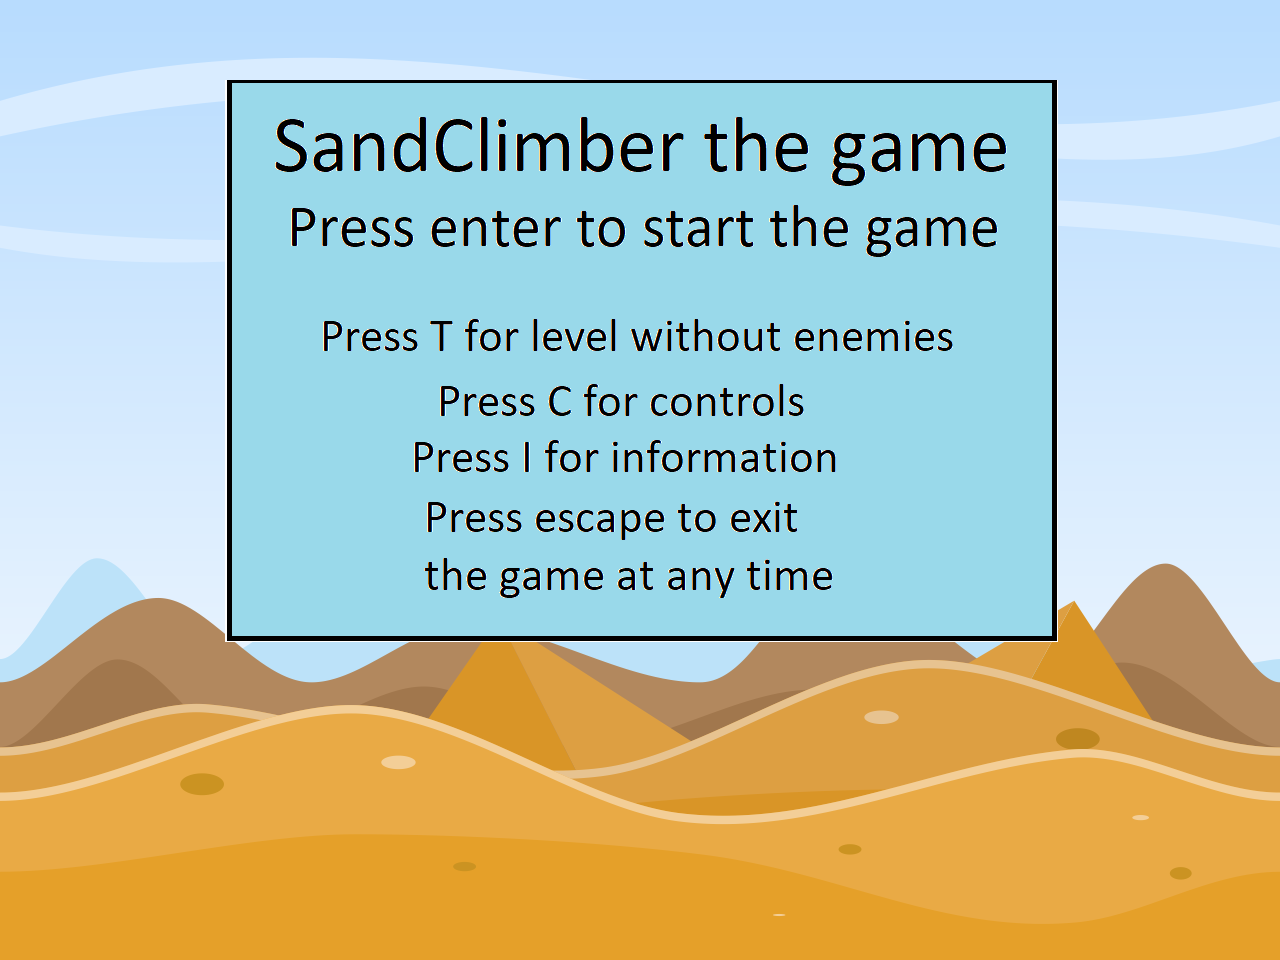 SandClimber the game
Press enter to start the game
Press T for level without enemies
Press C for controls
Press I for information
Press escape to exit
the game at any time